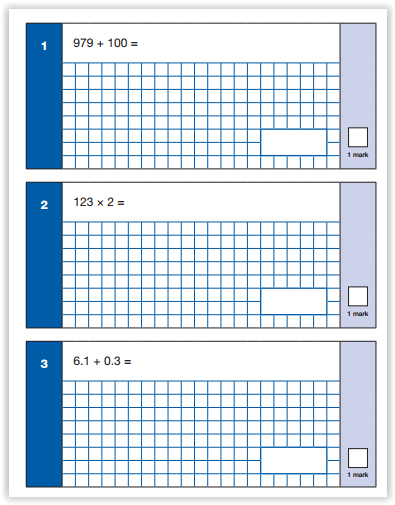 1
979 + 100 =
1 mark
2
123 × 2 =
1 mark
3
6.1 + 0.3 =
1 mark